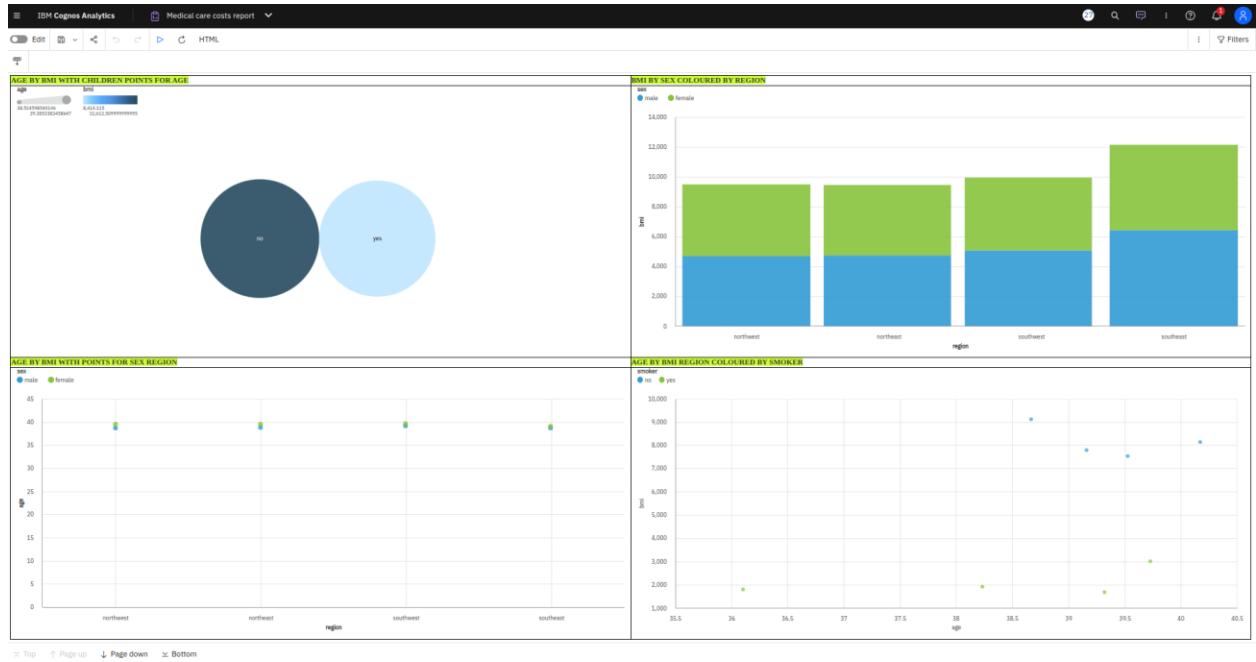 IBM Cognos Analytics
Medical care costs report
27
1
Edit
HTML
Filters
AGE BY BMI WITH CHILDREN POINTS FOR AGE
age
bmi
no
yes
BMI BY SEX COLOURED BY REGION
sex
male
female
14,000
12,000
10,000
8,000
6,000
4,000
2,000
0
bmi
northwest
northeast
southwest
southeast
region
AGE BY BMI WITH POINTS FOR SEX REGION
sex
male
female
45
40
35
30
25
20
15
10
5
0
age
northwest
northeast
southwest
southeast
region
AGE BY BMI REGION COLOURED BY SMOKER
smoker
no
yes
10,000
9,000
8,000
7,000
6,000
5,000
4,000
3,000
2,000
1,000
bmi
35.5
36
36.5
37
37.5
38
38.5
39
39.5
40
40.5
age
Top
Page up
Page down
Bottom